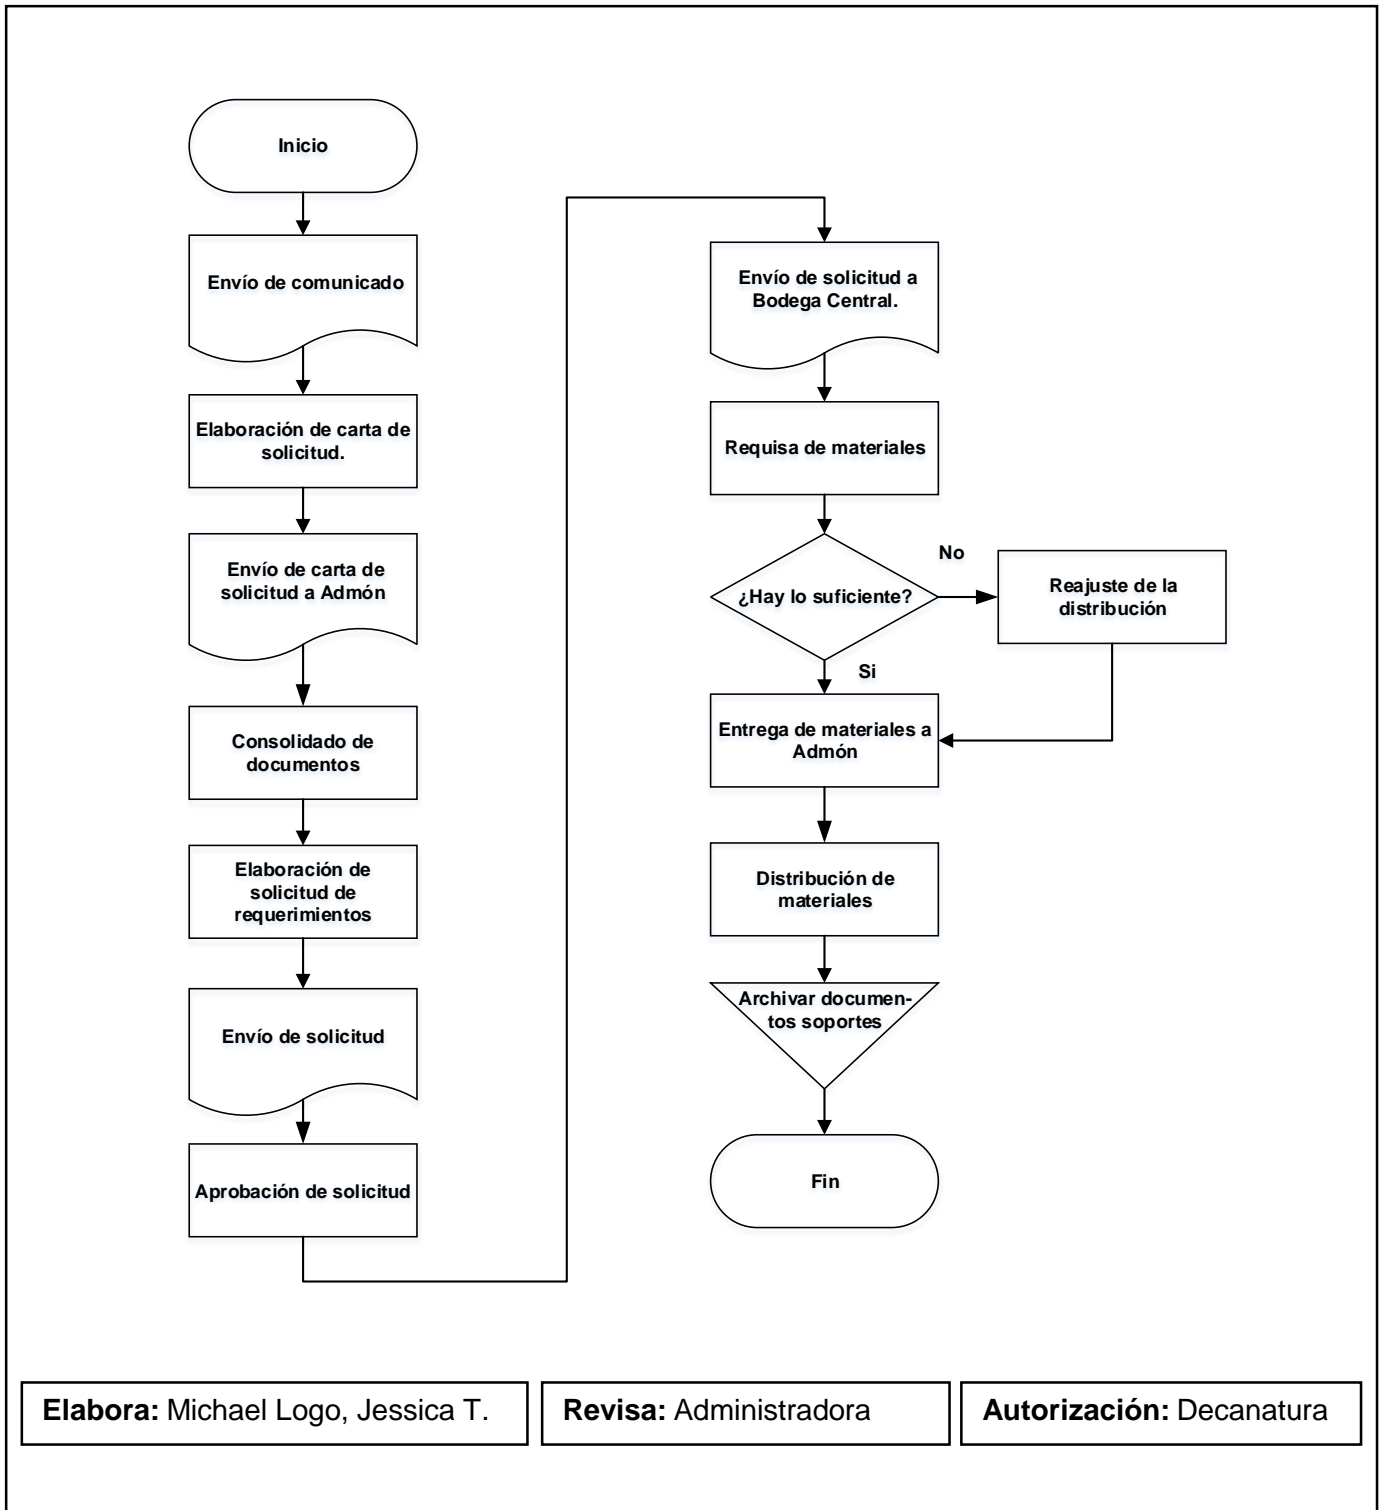 Inicio
Envío de comunicado
Elaboración de carta de
solicitud.
Envío de carta de
solicitud a Admón
Consolidado de
documentos
Elaboración de
solicitud de
requerimientos
Envío de solicitud
Aprobación de solicitud
Envío de solicitud a
Bodega Central.
Requisa de materiales
¿Hay lo suficiente?
No
Reajuste de la
distribución
Si
Entrega de materiales a
Admón
Distribución de
materiales
Archivar documen-
tos soportes
Fin
Elabora: Michael Logo, Jessica T.
Revisa: Administradora
Autorización: Decanatura